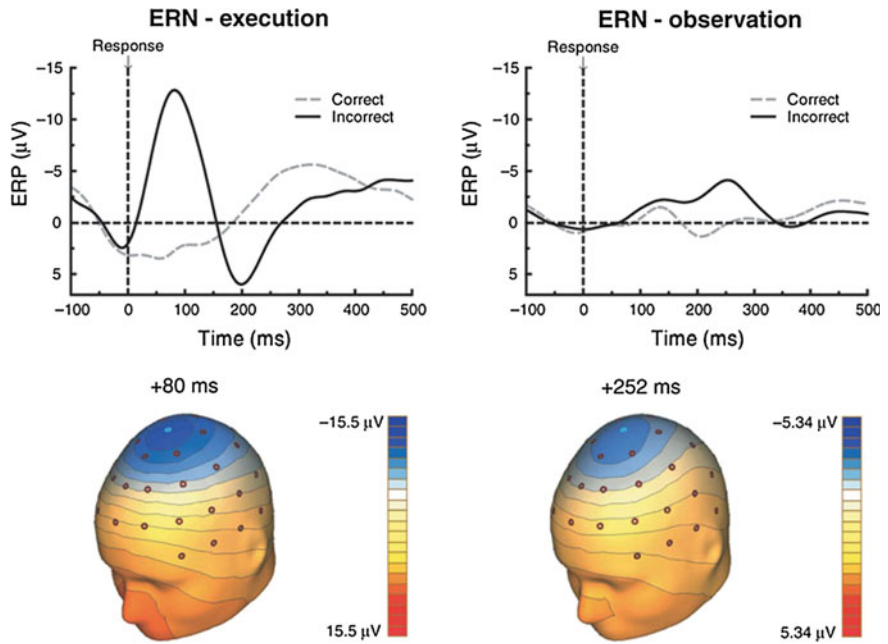 ERN - execution
Response
−15
−10
−5
0
5
ERP (µV)
Correct
Incorrect
−100 0 100 200 300 400 500
Time (ms)
ERN - observation
Response
−15
−10
−5
0
5
ERP (µV)
Correct
Incorrect
−100 0 100 200 300 400 500
Time (ms)
+80 ms
−15.5 µV
15.5 µV
+252 ms
−5.34 µV
5.34 µV